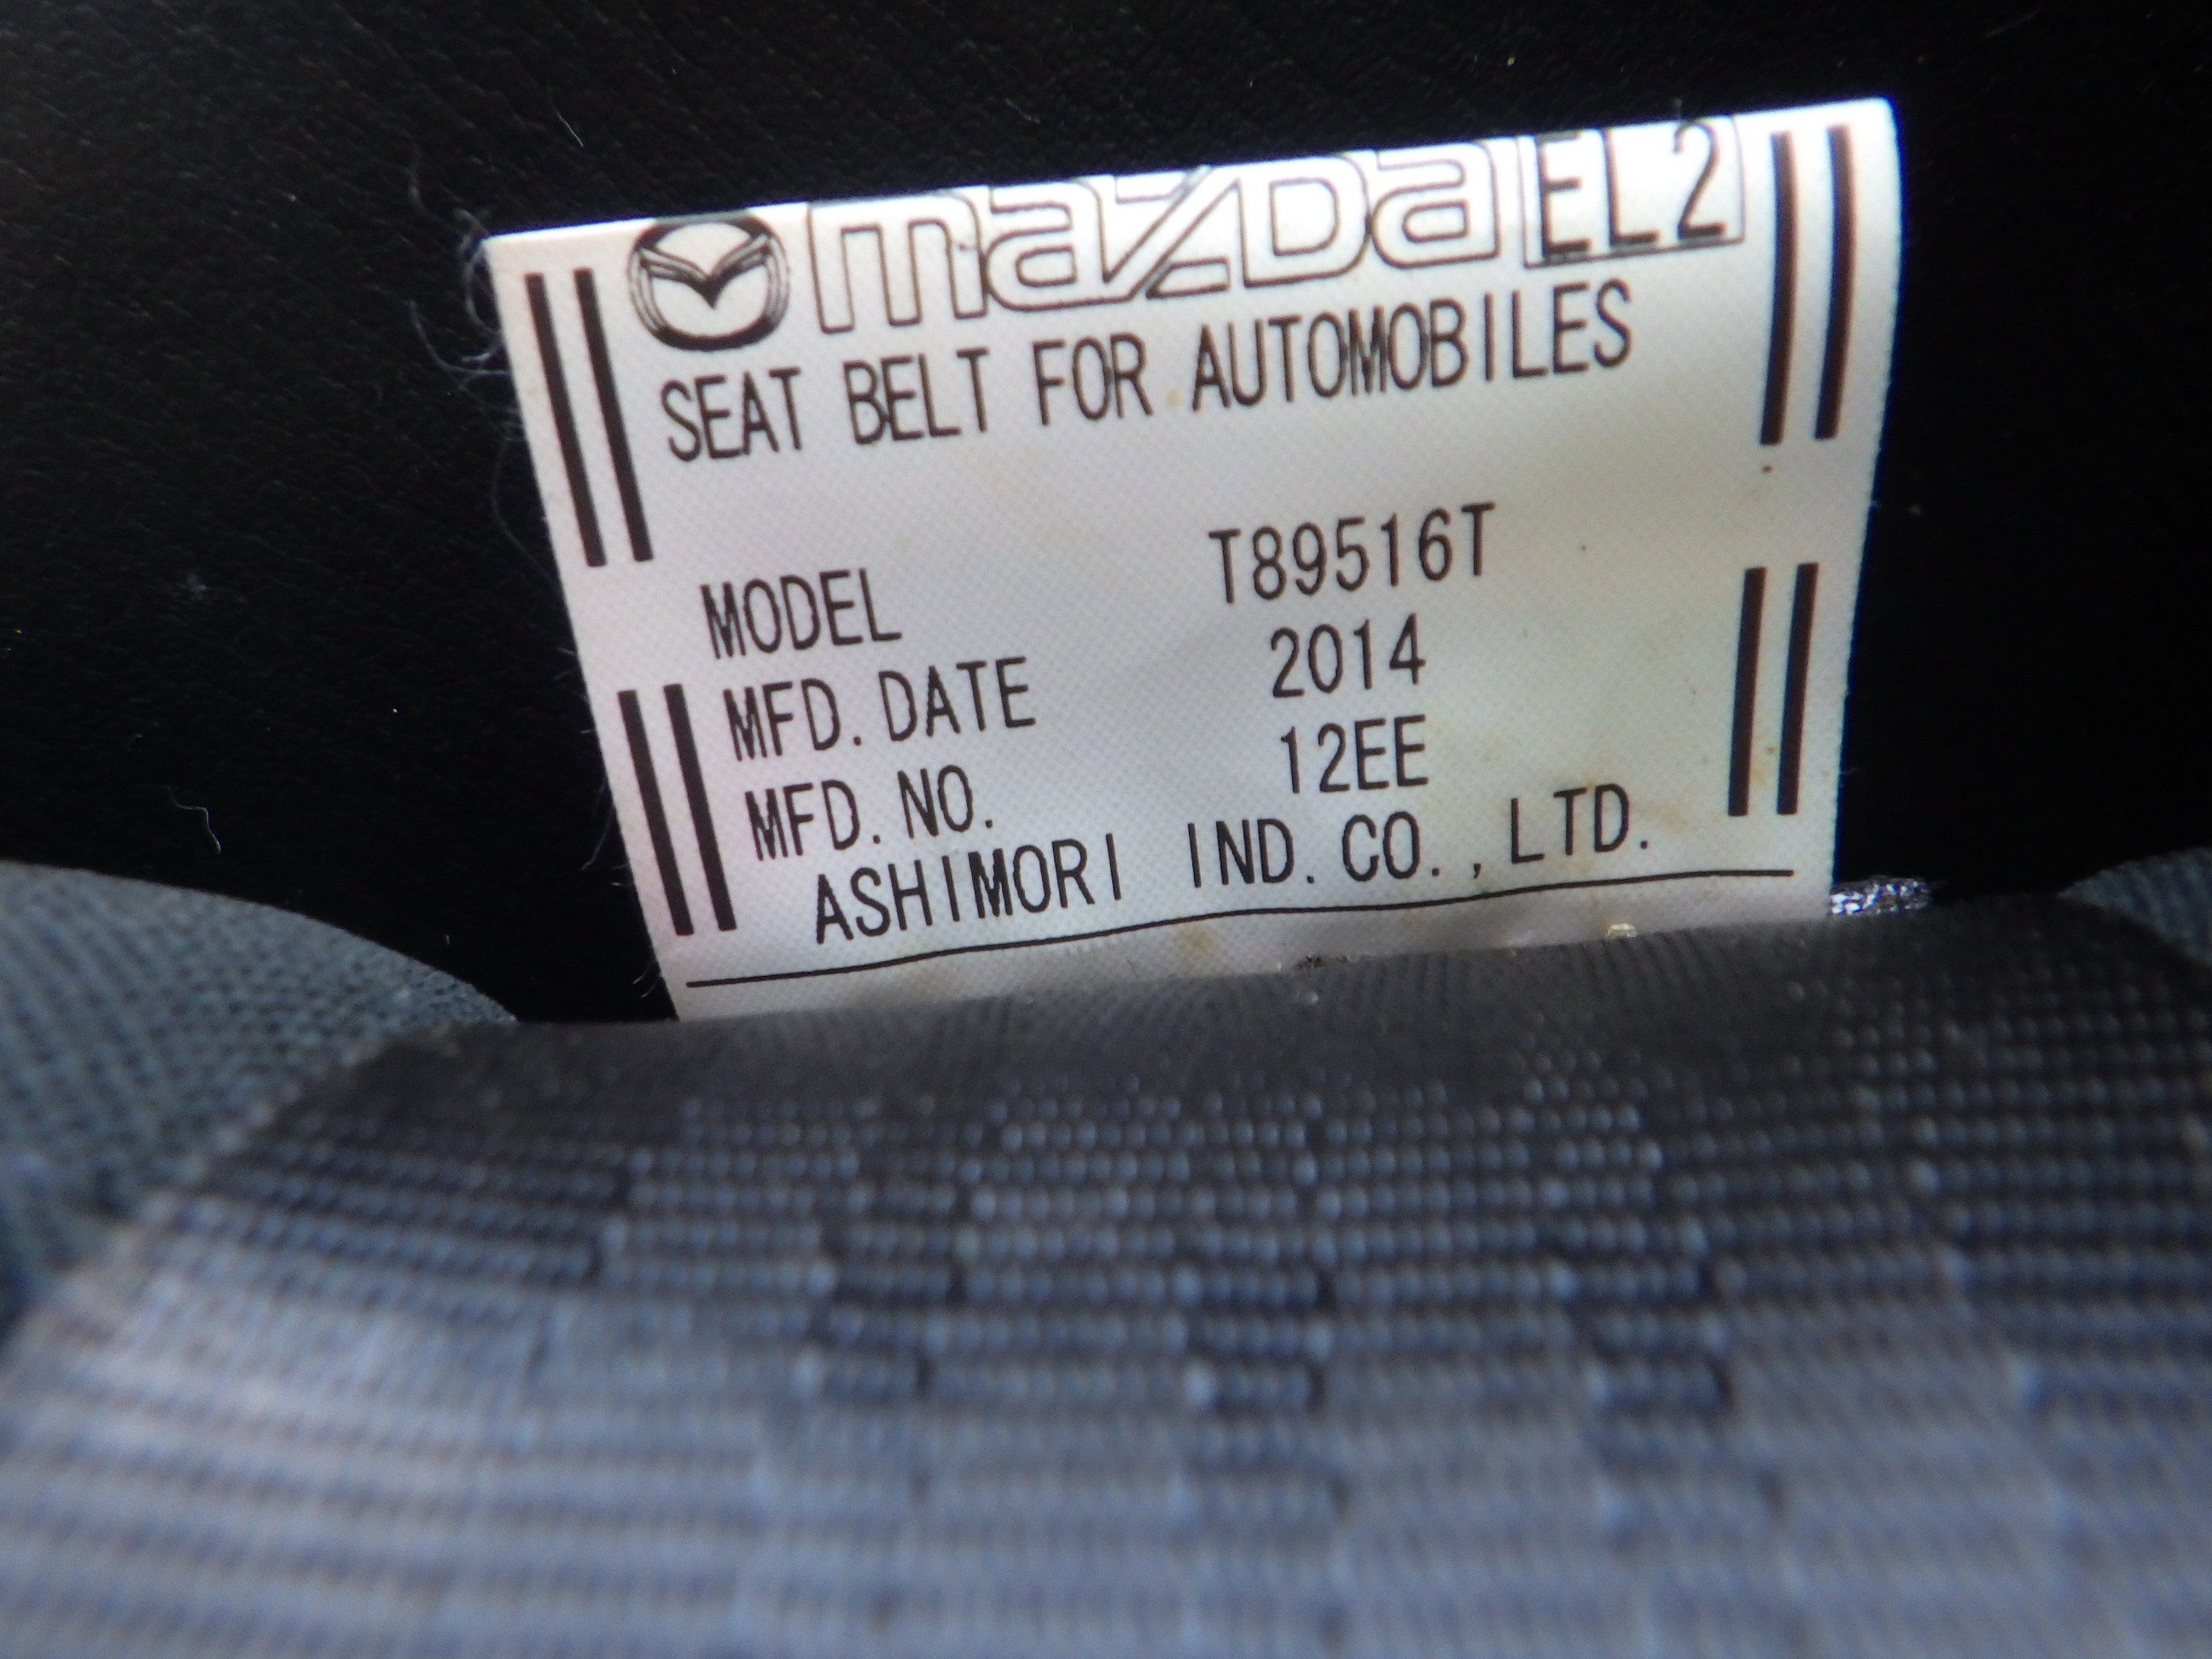 mazda EL2
SEAT BELT FOR AUTOMOBILES
MODEL T89516T
MFD. DATE 2014
MFD. NO. 12EE
ASHIMORI IND. CO., LTD.